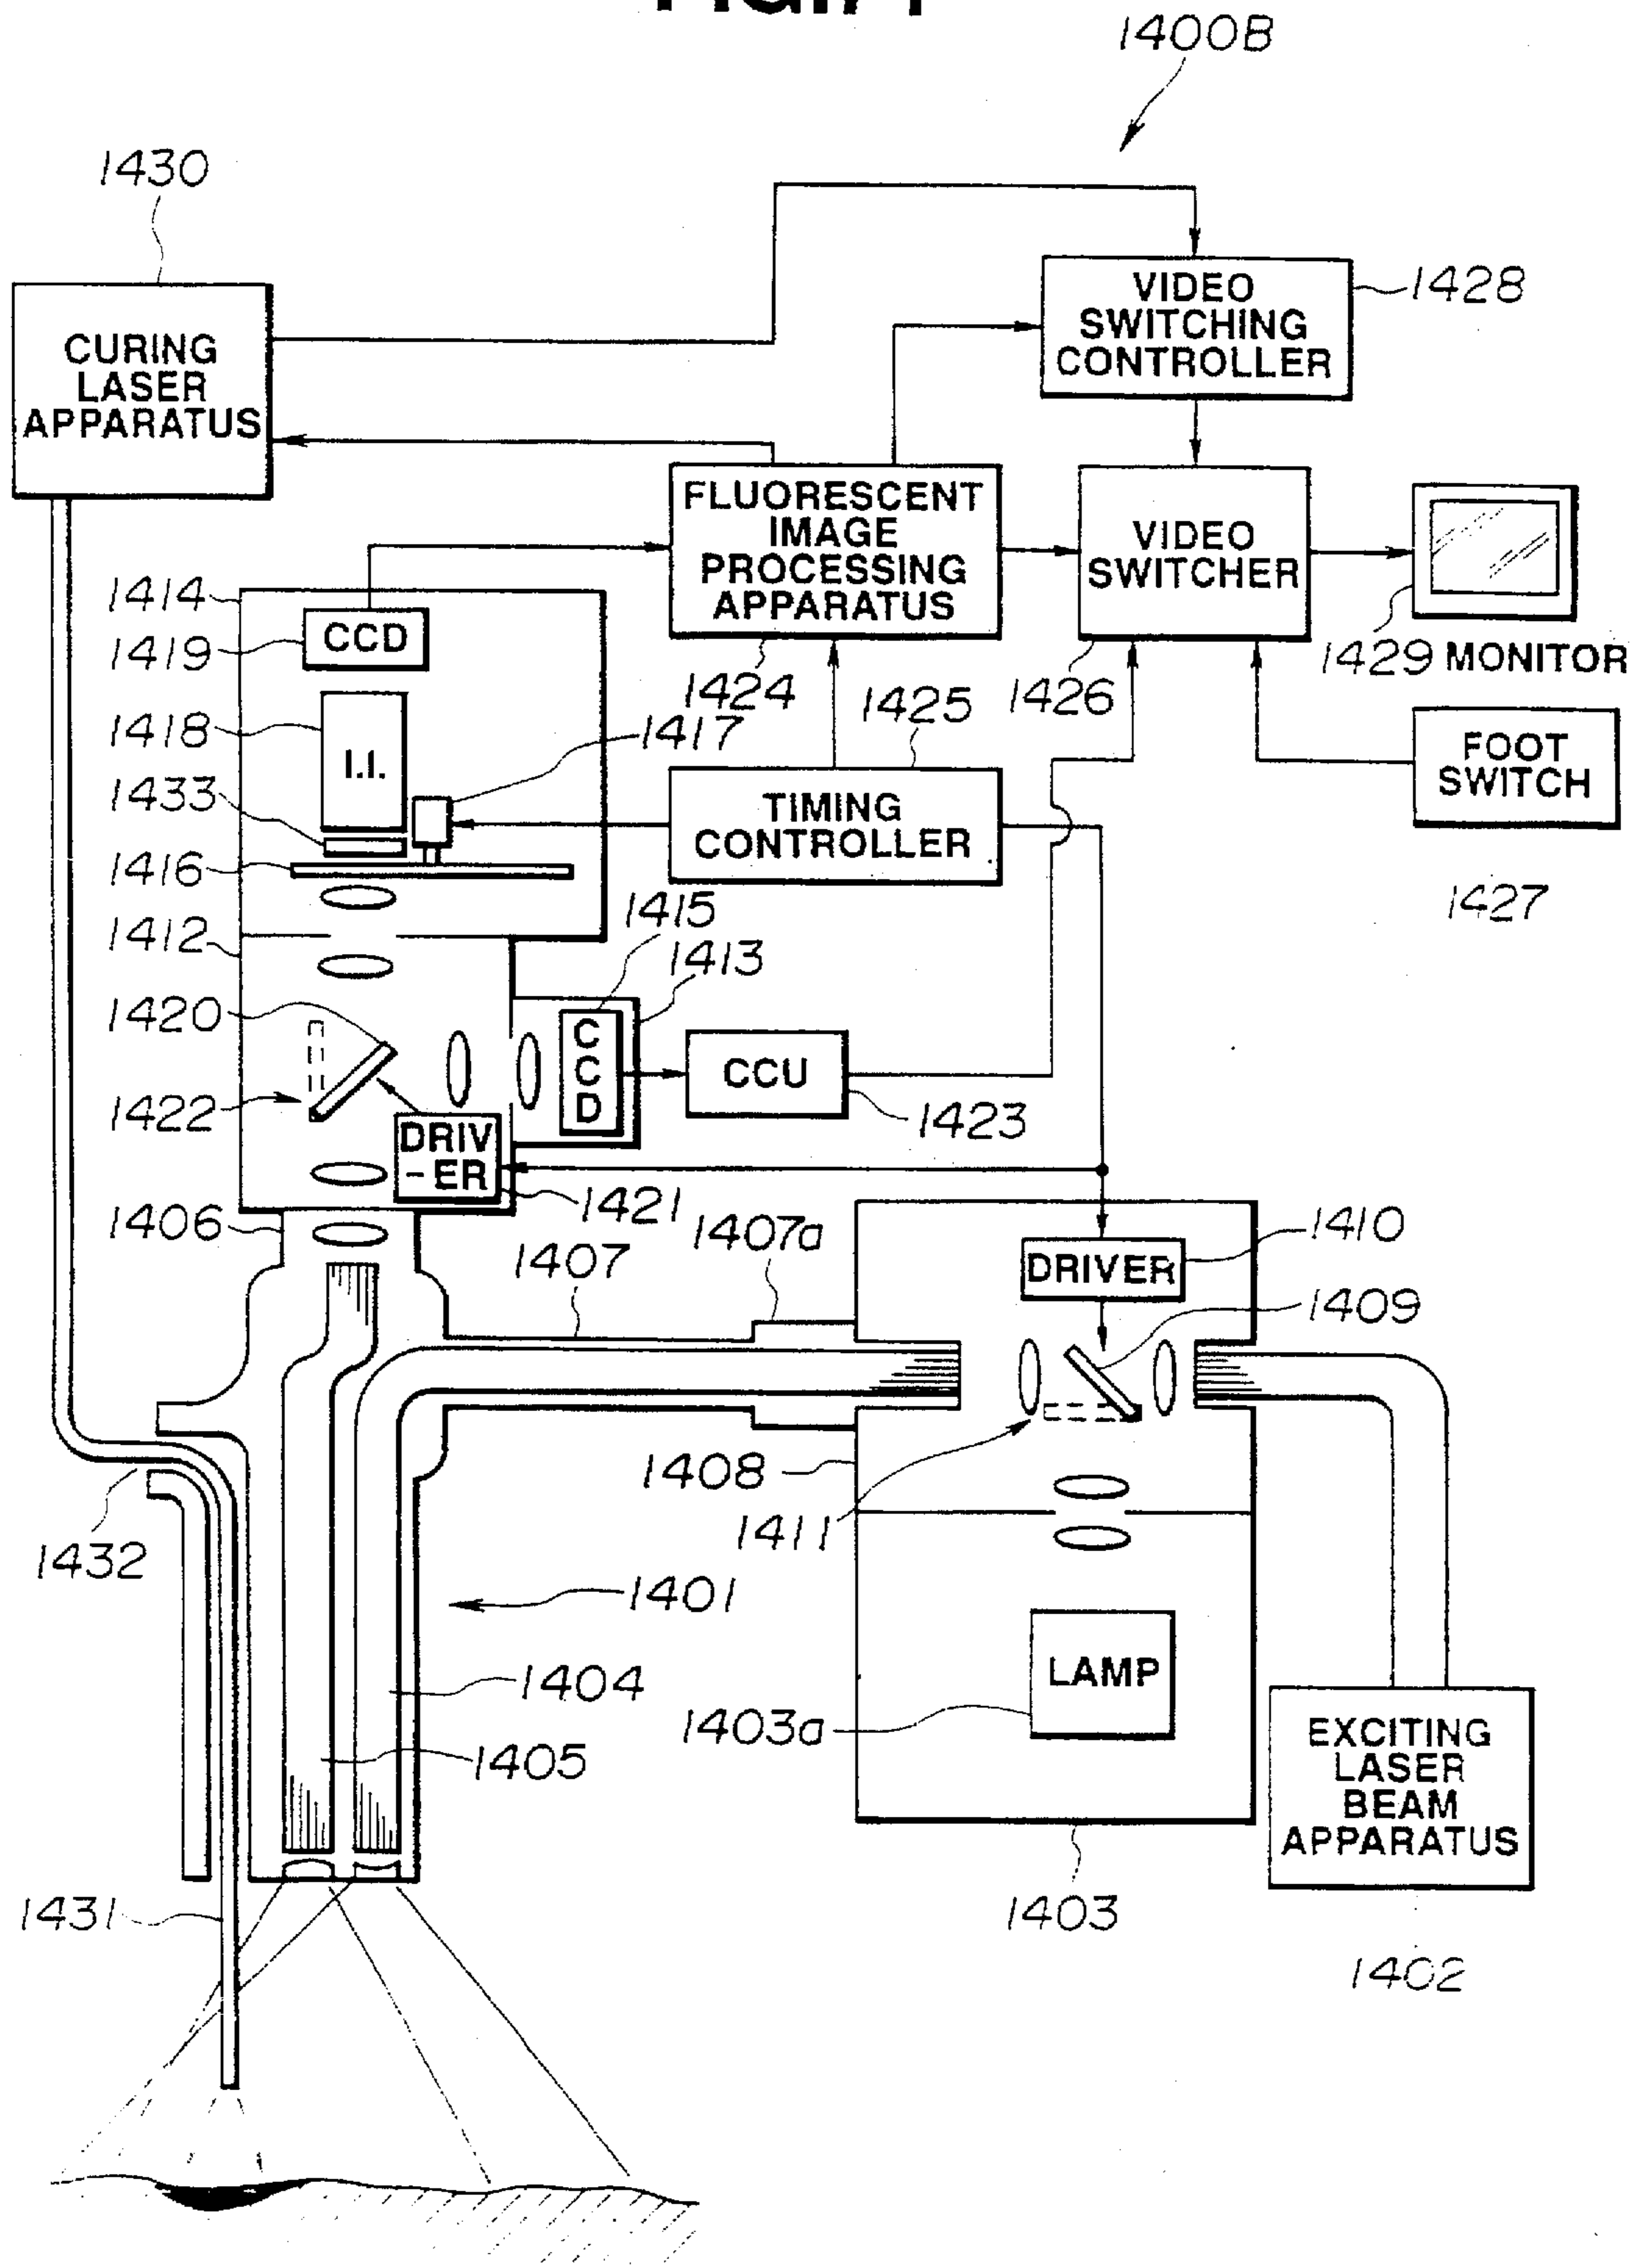 1400B
1430
CURING
LASER
APPARATUS
VIDEO
SWITCHING
CONTROLLER
1428
FLUORESCENT
IMAGE
PROCESSING
APPARATUS
VIDEO
SWITCHER
1414
CCD
1419
1424
1425
1426
1429 MONITOR
1418
I.I.
1417
1433
TIMING
CONTROLLER
FOOT
SWITCH
1416
1427
1412
1415
1413
1420
C
C
D
CCU
1422
1423
DRIV
-ER
1421
1406
1407
1407a
1410
DRIVER
1409
1408
1411
1432
1401
1404
LAMP
1403a
1405
EXCITING
LASER
BEAM
APPARATUS
1431
1403
1402